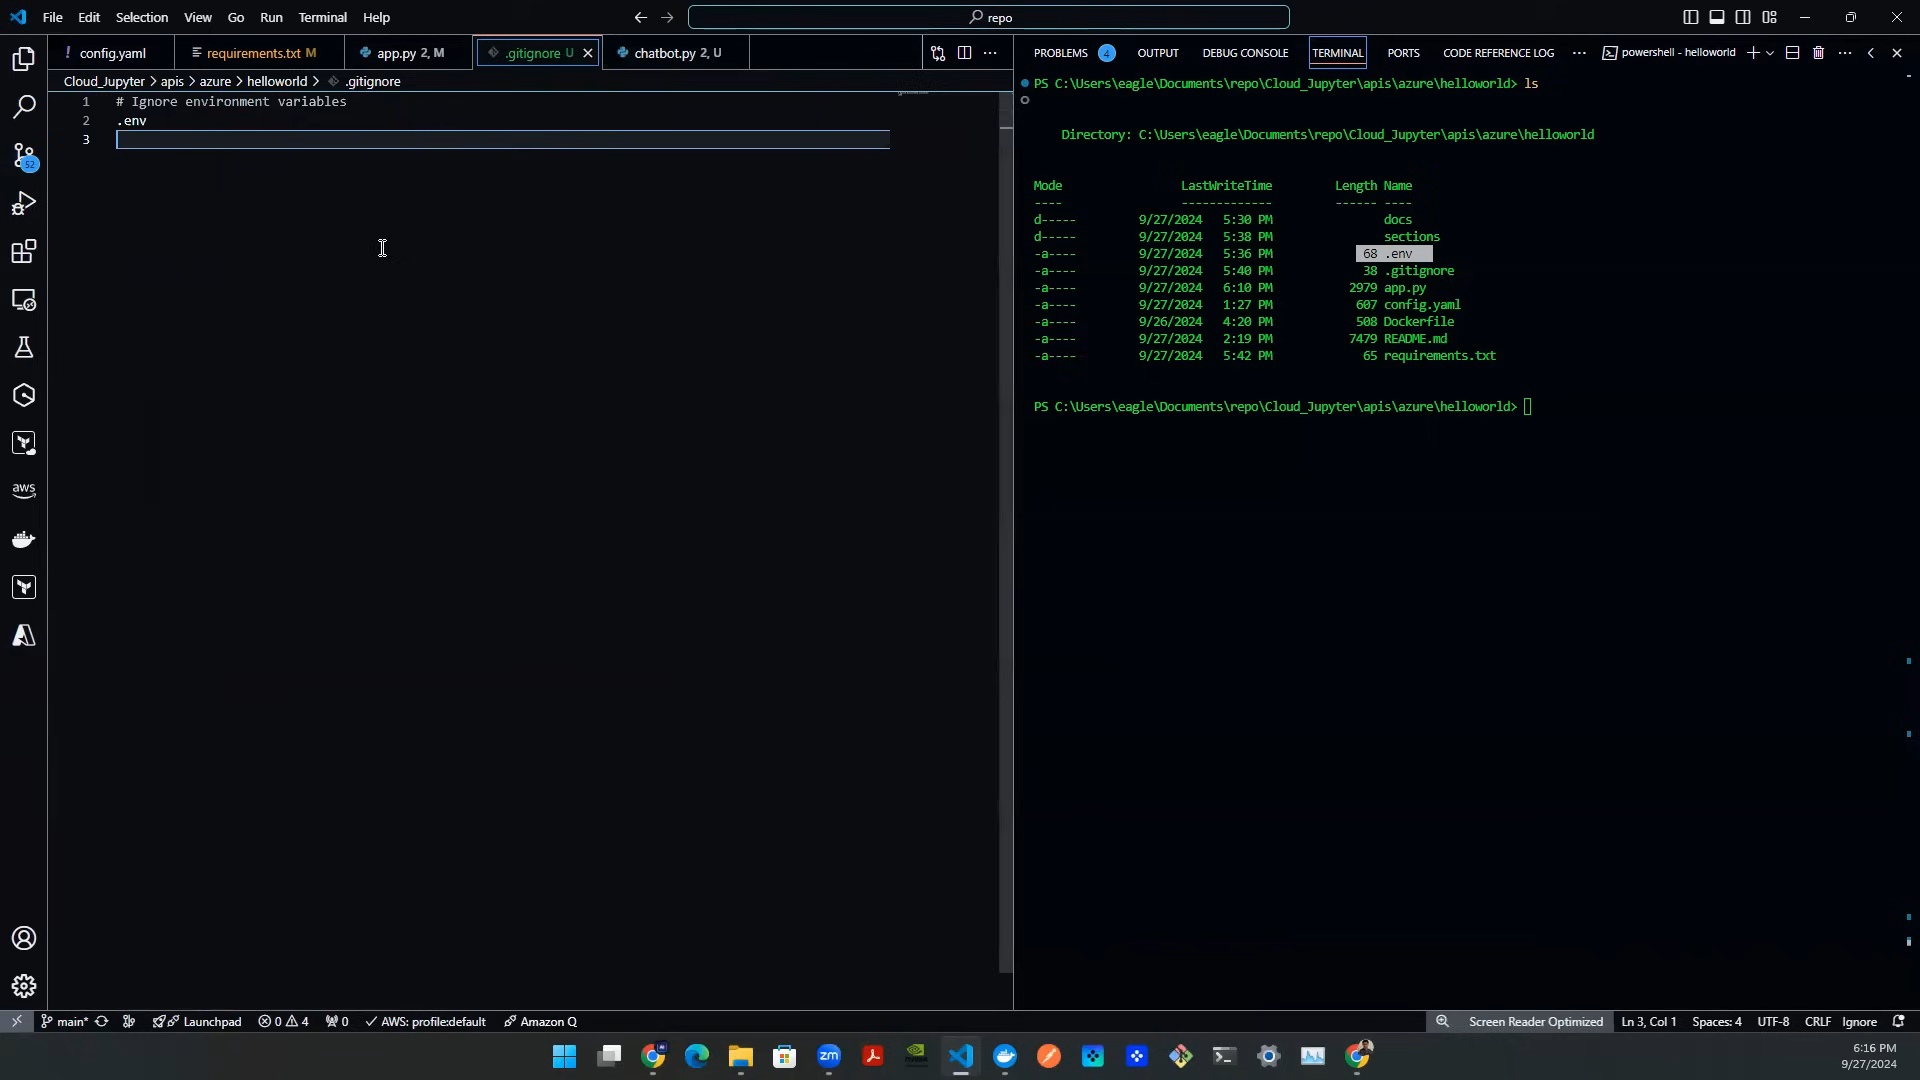 File Edit Selection View Go Run Terminal Help
repo
config.yaml
requirements.txt M
app.py 2, M
.gitignore U
chatbot.py 2, U
PROBLEMS 4 OUTPUT DEBUG CONSOLE TERMINAL PORTS CODE REFERENCE LOG
powershell - helloworld
Cloud_Jupyter > apis > azure > helloworld > .gitignore
1 # Ignore environment variables
2 .env
3
52
aws
PS C:\Users\eagle\Documents\repo\Cloud_Jupyter\apis\azure\helloworld> ls
Directory: C:\Users\eagle\Documents\repo\Cloud_Jupyter\apis\azure\helloworld
Mode LastWriteTime Length Name
---- ------------- ------ ----
d----- 9/27/2024 5:30 PM docs
d----- 9/27/2024 5:38 PM sections
-a---- 9/27/2024 5:36 PM 68 .env
-a---- 9/27/2024 5:40 PM 38 .gitignore
-a---- 9/27/2024 6:10 PM 2979 app.py
-a---- 9/27/2024 1:27 PM 607 config.yaml
-a---- 9/26/2024 4:20 PM 508 Dockerfile
-a---- 9/27/2024 2:19 PM 7479 README.md
-a---- 9/27/2024 5:42 PM 65 requirements.txt
PS C:\Users\eagle\Documents\repo\Cloud_Jupyter\apis\azure\helloworld>
main* Launchpad 0 4 0 AWS: profile:default Amazon Q
Screen Reader Optimized Ln 3, Col 1 Spaces: 4 UTF-8 CRLF Ignore
zm
6:16 PM
9/27/2024